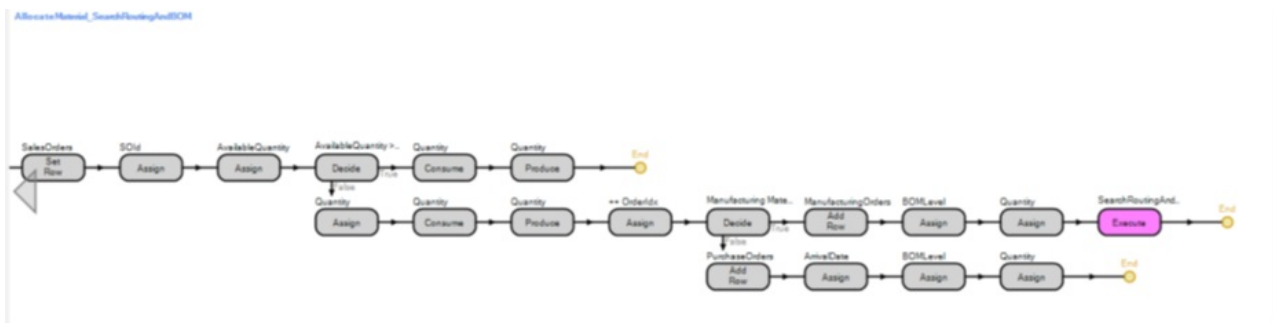 AllocateMaterial_SearchRoutingAndBOM
SalesOrders SOId AvailableQuantity AvailableQuantity >.. Quantity Quantity End
Set Row Assign Assign Decide True Consume Produce
False
Quantity Quantity Quantity ++ OrderIdx Manufacturing Mate.. ManufacturingOrders BOMLevel Quantity SearchRoutingAnd.. End
Assign Consume Produce Assign Decide True Add Row Assign Assign Execute
False
PurchaseOrders ArrivalDate BOMLevel Quantity End
Add Row Assign Assign Assign